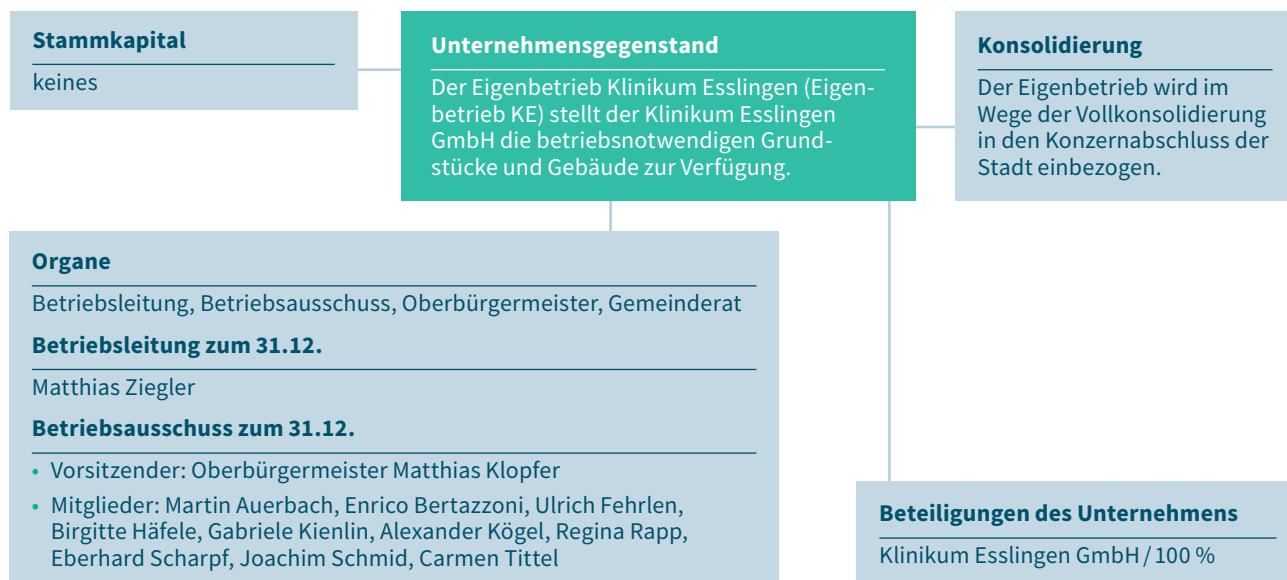 Stammkapital
keines
Unternehmensgegenstand
Der Eigenbetrieb Klinikum Esslingen (Eigen-
betrieb KE) stellt der Klinikum Esslingen
GmbH die betriebsnotwendigen Grund-
stücke und Gebäude zur Verfügung.
Konsolidierung
Der Eigenbetrieb wird im
Wege der Vollkonsolidierung
in den Konzernabschluss der
Stadt einbezogen.
Organe
Betriebsleitung, Betriebsausschuss, Oberbürgermeister, Gemeinderat
Betriebsleitung zum 31.12.
Matthias Ziegler
Betriebsausschuss zum 31.12.
• Vorsitzender: Oberbürgermeister Matthias Klopfer
• Mitglieder: Martin Auerbach, Enrico Bertazzoni, Ulrich Fehrlen,
Birgitte Häfele, Gabriele Kienlin, Alexander Kögel, Regina Rapp,
Eberhard Scharpf, Joachim Schmid, Carmen Tittel
Beteiligungen des Unternehmens
Klinikum Esslingen GmbH / 100 %